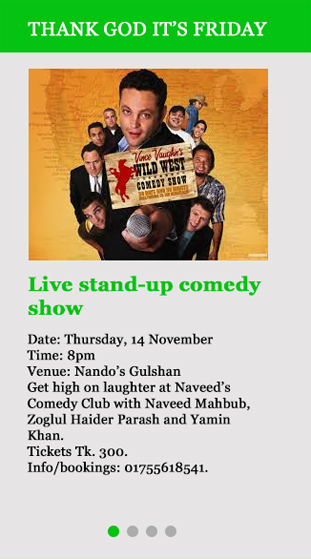 THANK GOD IT’S FRIDAY
Vince Vaughn's
WILD WEST
COMEDY SHOW
Live stand-up comedy
show
Date: Thursday, 14 November
Time: 8pm
Venue: Nando’s Gulshan
Get high on laughter at Naveed’s
Comedy Club with Naveed Mahbub,
Zoglul Haider Parash and Yamin
Khan.
Tickets Tk. 300.
Info/bookings: 01755618541.